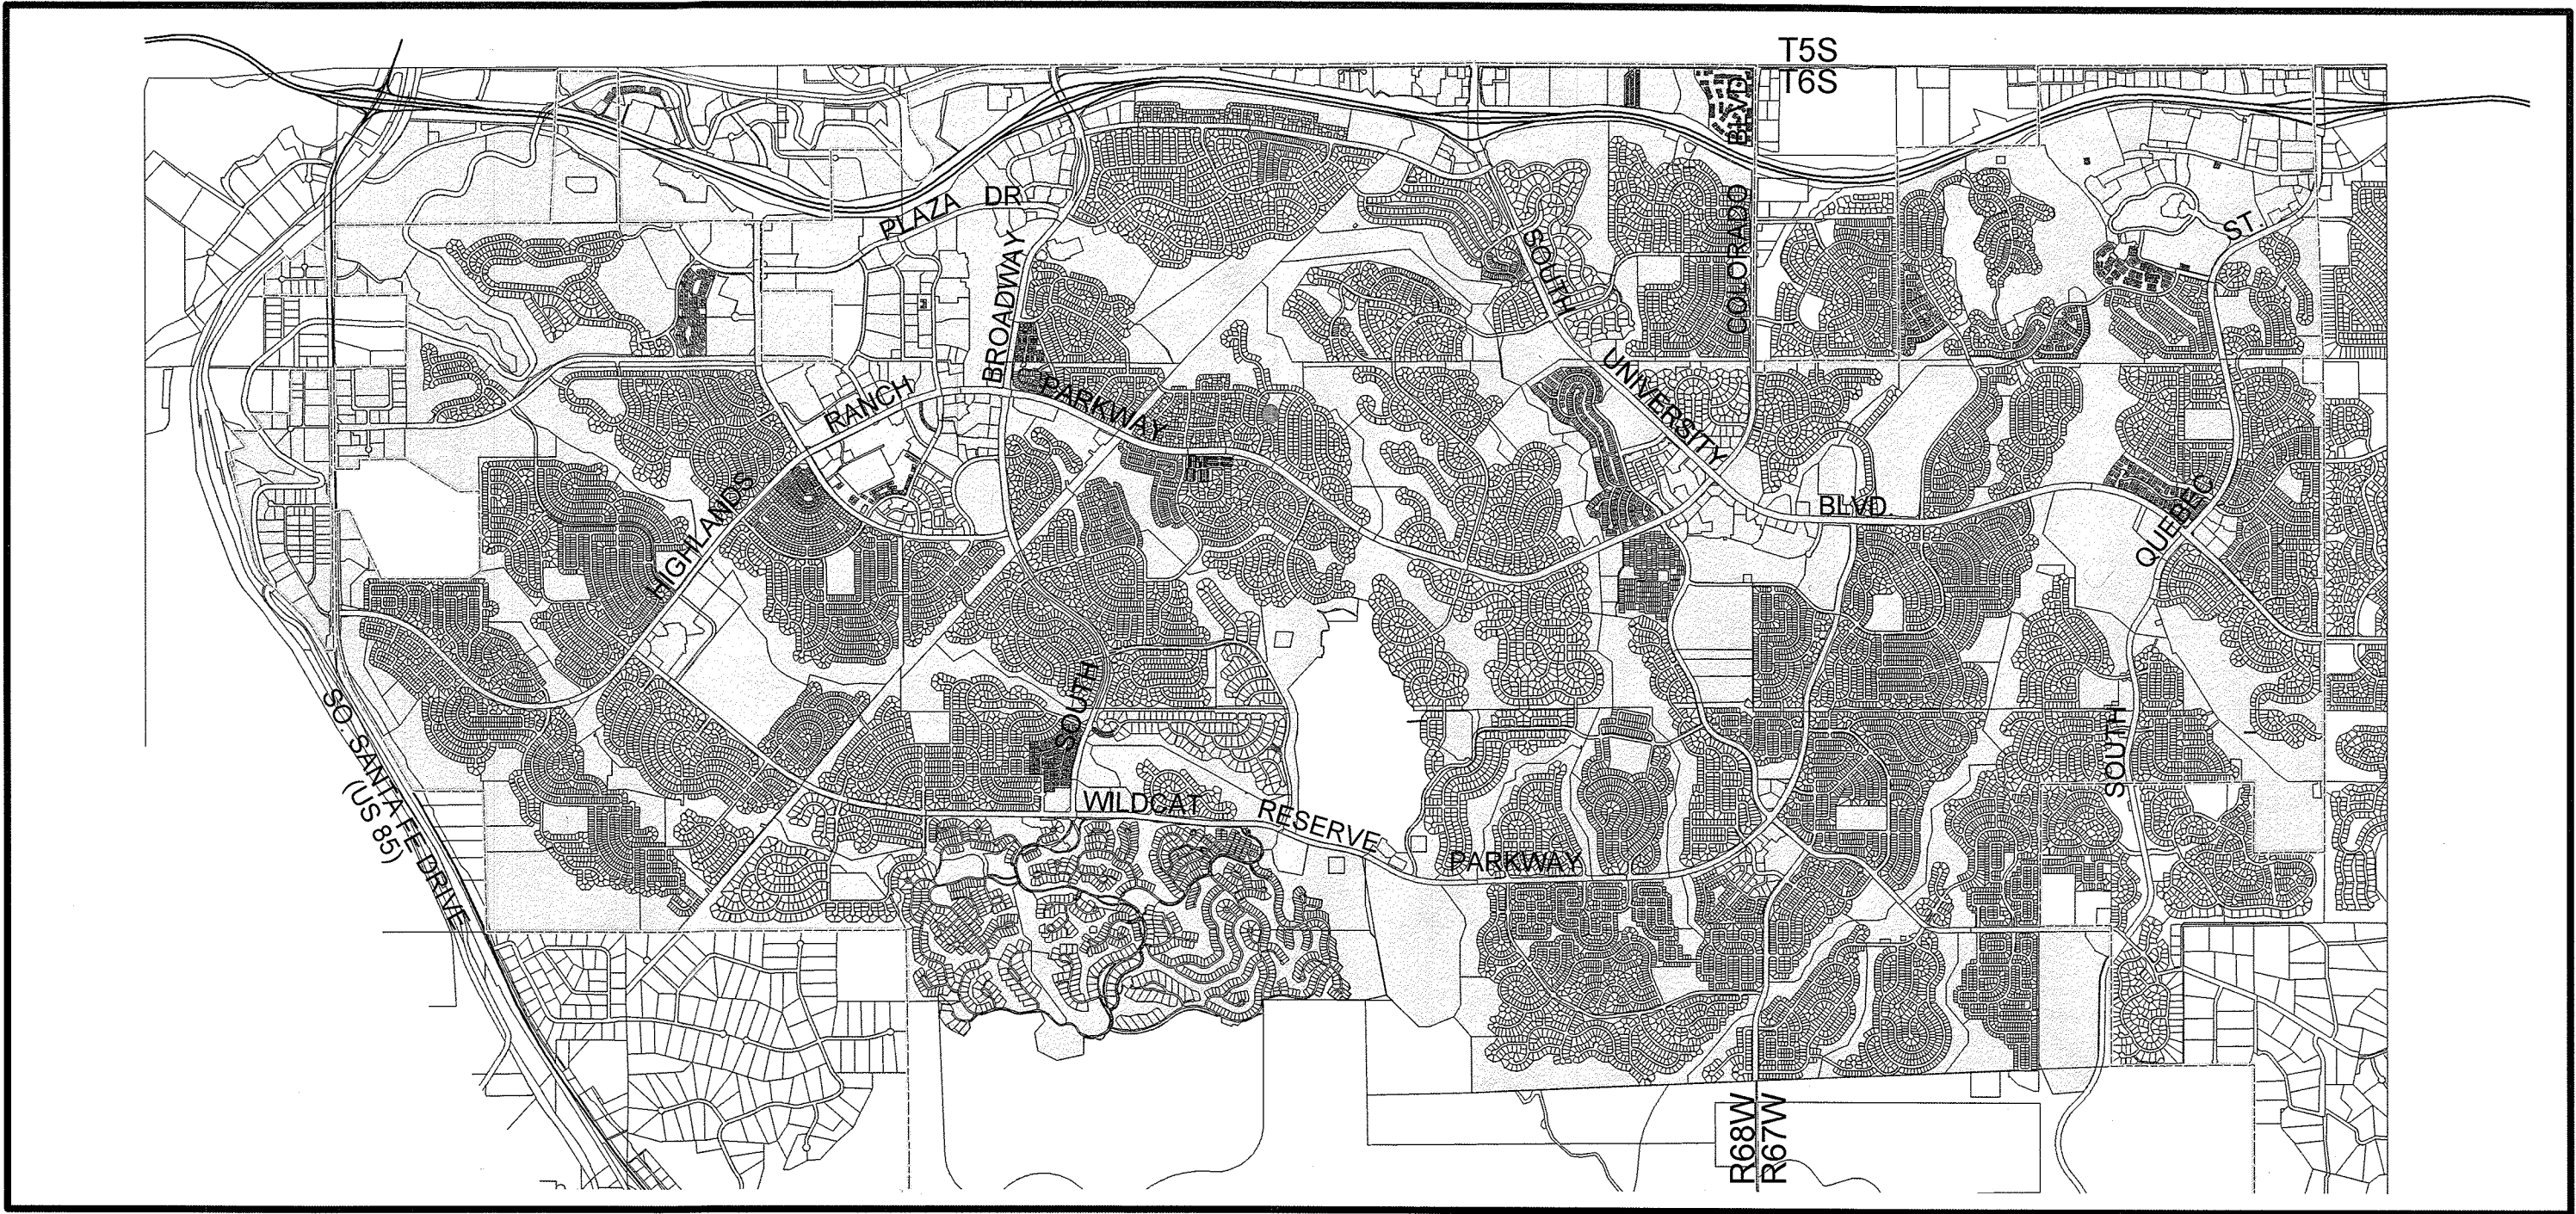 T5S
T6S
BLVD
PLAZA DR
BROADWAY
SOUTH
COLORADO
ST.
RANCH
PARKWAY
UNIVERSITY
HIGHLANDS
BLVD.
QUEBEC
SO. SANTA FE DRIVE
(US 85)
SOUTH
SOUTH
WILDCAT
RESERVE
PARKWAY
R68W
R67W